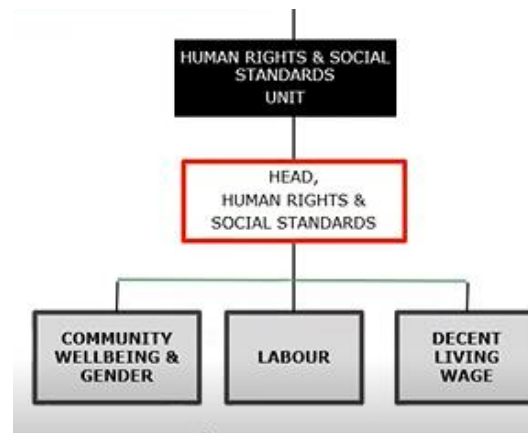 HUMAN RIGHTS & SOCIAL
STANDARDS
UNIT
HEAD,
HUMAN RIGHTS &
SOCIAL STANDARDS
COMMUNITY
WELLBEING &
GENDER
LABOUR
DECENT
LIVING
WAGE